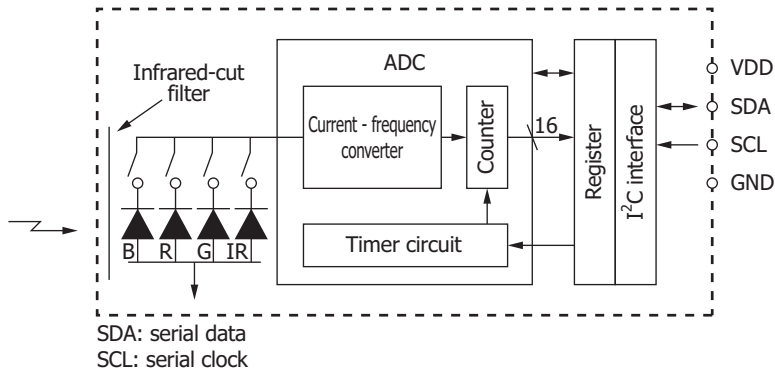 ADC
VDD
Infrared-cut
filter
SDA
Current - frequency
converter
Counter
16
Register
I²C interface
SCL
GND
B R G IR
Timer circuit
SDA: serial data
SCL: serial clock